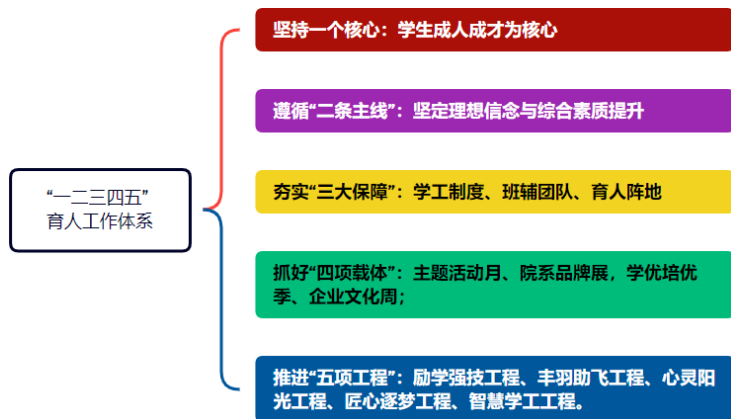 “一二三四五”
育人工作体系
坚持一个核心：学生成人成才为核心
遵循“二条主线”：坚定理想信念与综合素质提升
夯实“三大保障”：学工制度、班辅团队、育人阵地
抓好“四项载体”：主题活动月、院系品牌展，学优培优
季、企业文化周；
推进“五项工程”：励学强技工程、丰羽助飞工程、心灵阳
光工程、匠心逐梦工程、智慧学工工程。